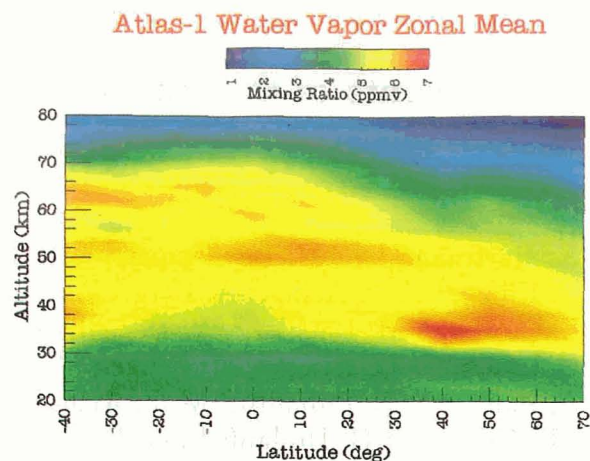 Atlas-1 Water Vapor Zonal Mean
1 2 3 4 5 6 7
Mixing Ratio (ppmv)
80
70
60
50
40
30
20
Altitude (km)
-40 -30 -20 -10 0 10 20 30 40 50 60 70
Latitude (deg)